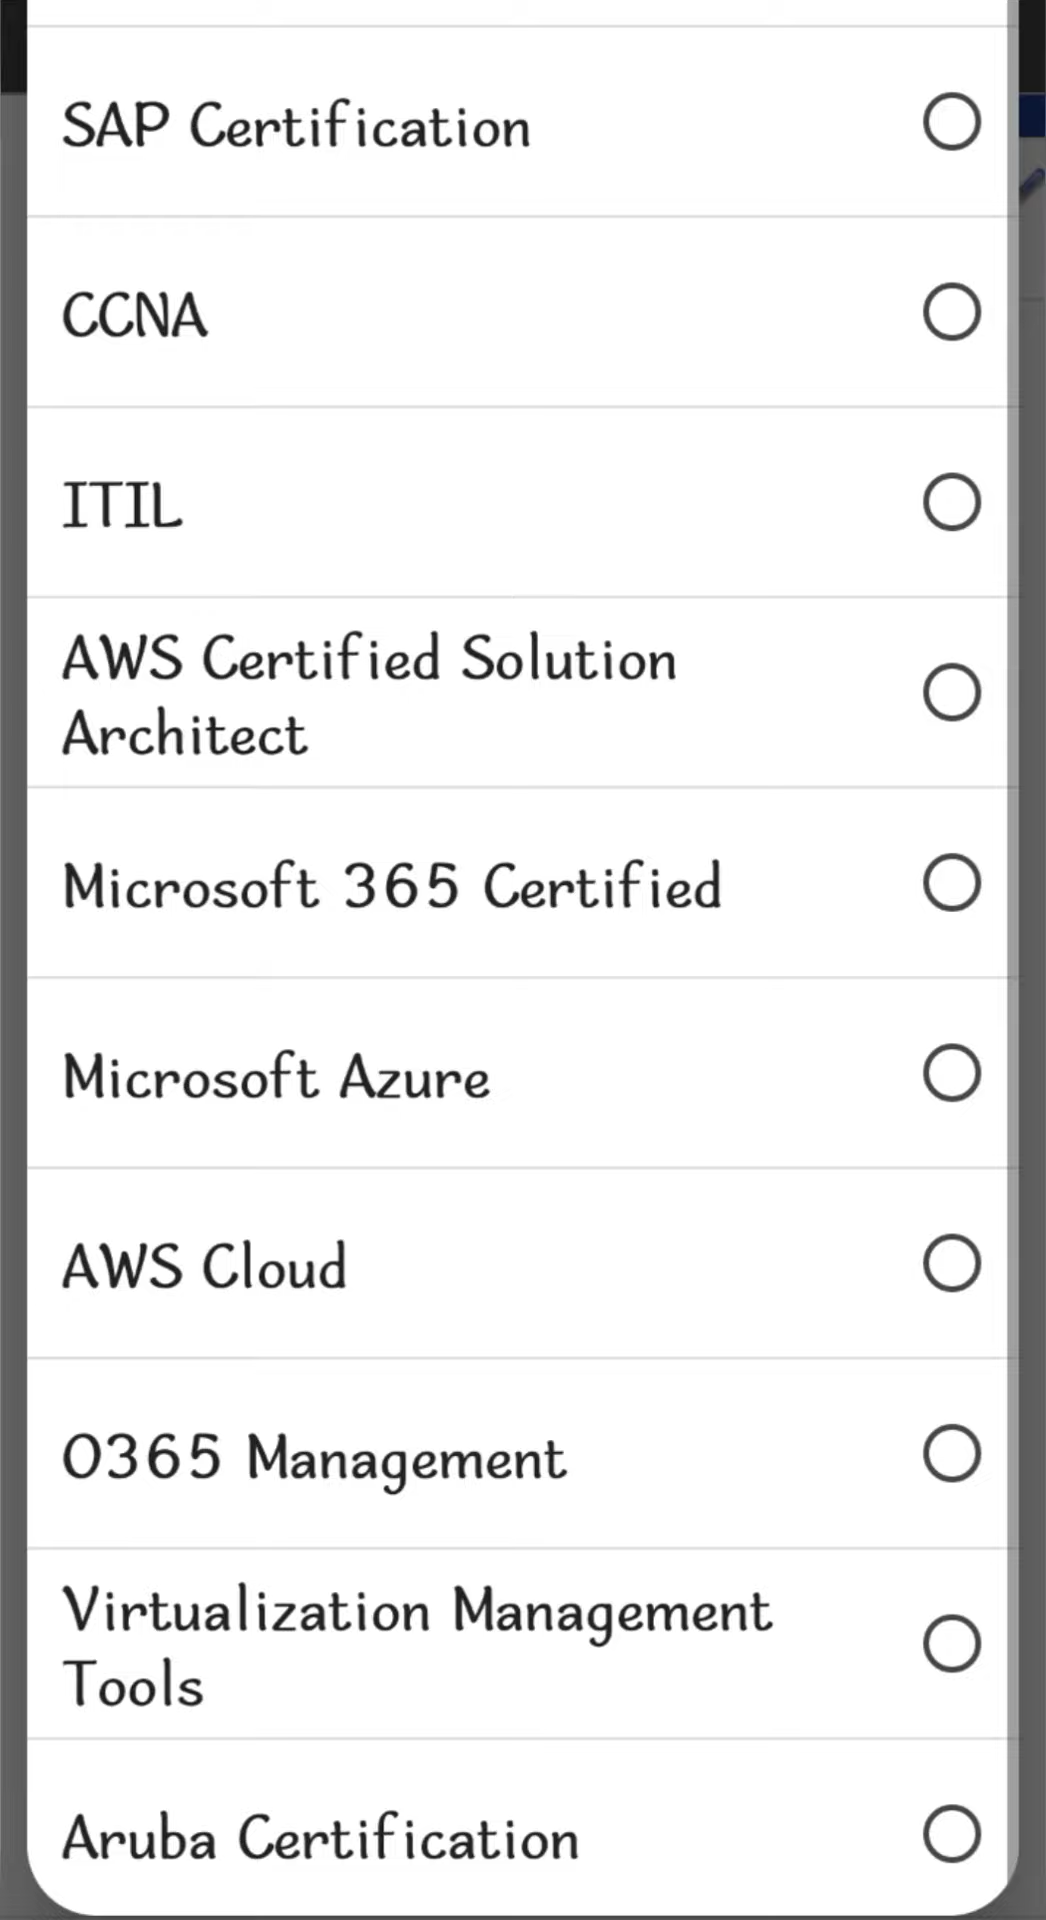 SAP Certification
CCNA
ITIL
AWS Certified Solution
Architect
Microsoft 365 Certified
Microsoft Azure
AWS Cloud
O365 Management
Virtualization Management
Tools
Aruba Certification